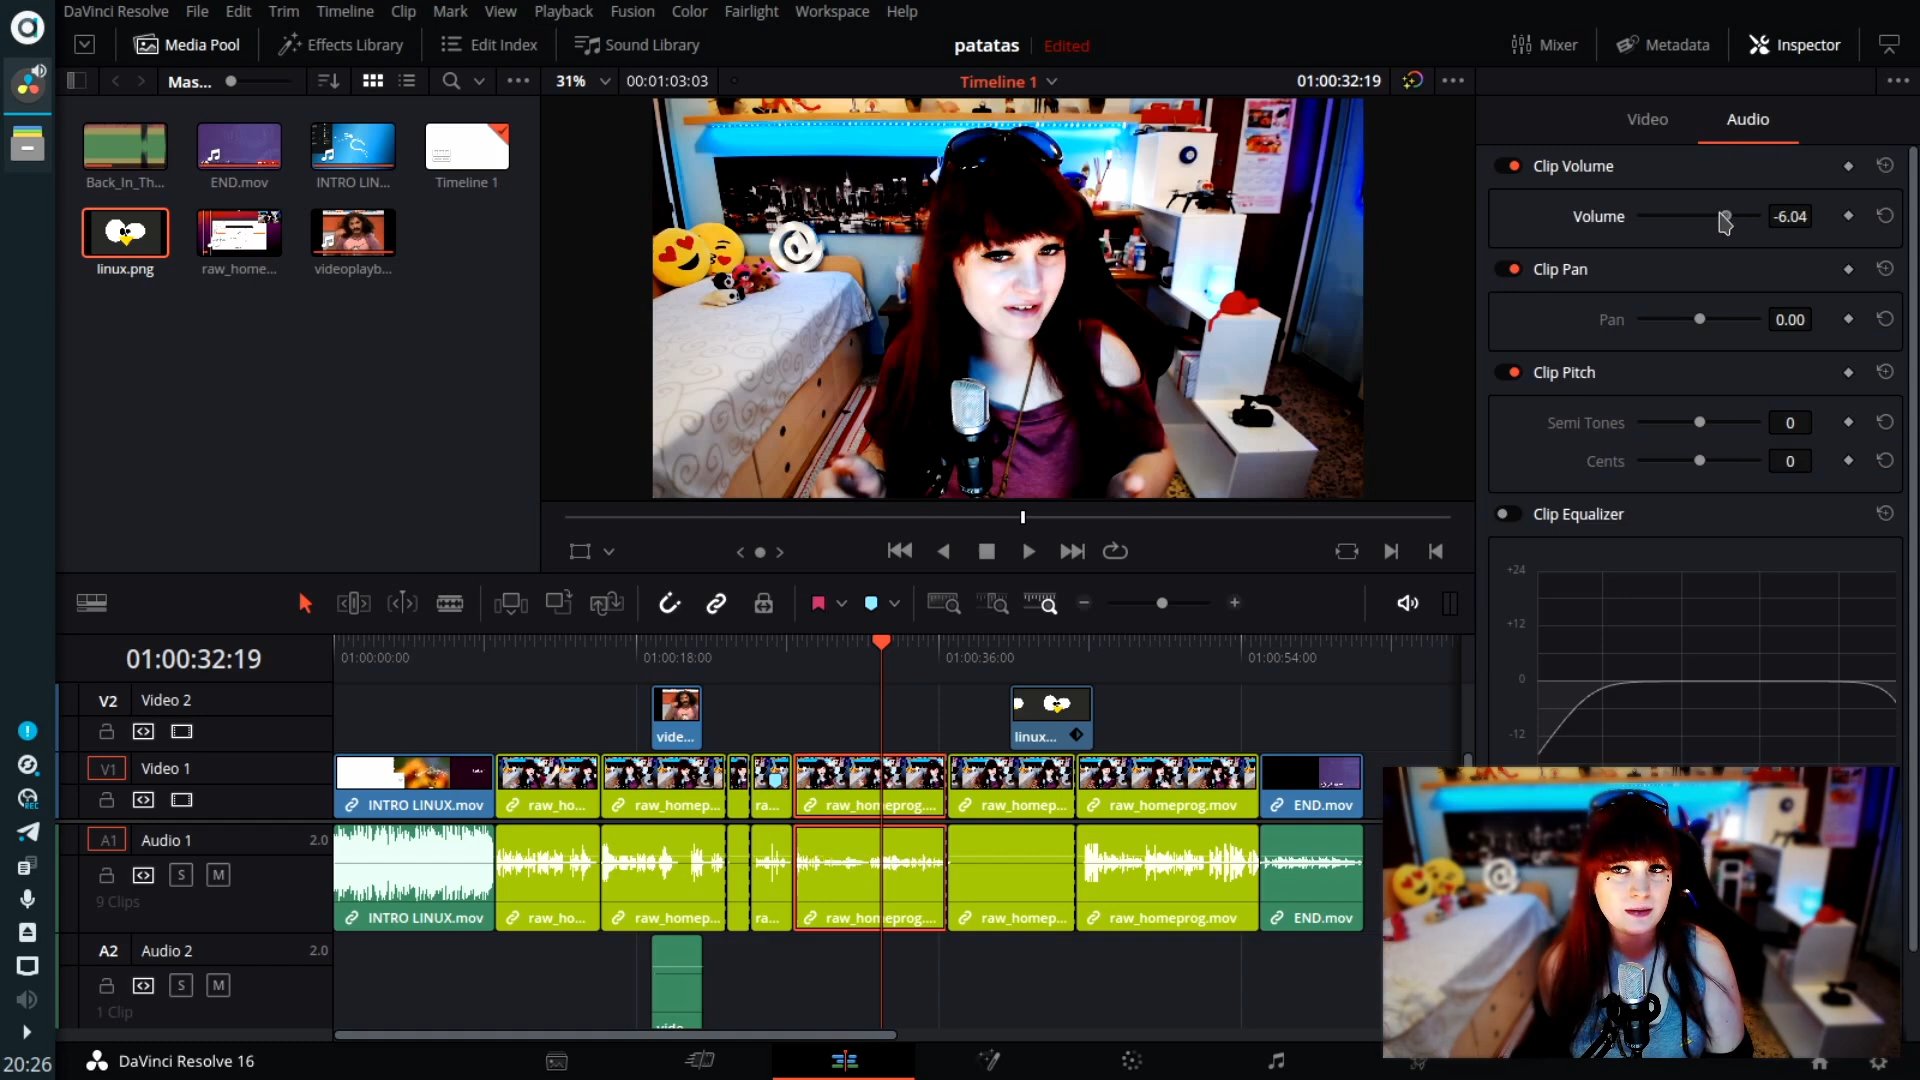 DaVinci Resolve File Edit Trim Timeline Clip Mark View Playback Fusion Color Fairlight Workspace Help
Media Pool Effects Library Edit Index Sound Library patatas Edited Mixer Metadata Inspector
Mas... 31% 00:01:03:03 Timeline 1 01:00:32:19
Back_In_Th... END.mov INTRO LIN... Timeline 1
linux.png raw_home... videoplayb...
Video Audio
Clip Volume
Volume -6.04
Clip Pan
Pan 0.00
Clip Pitch
Semi Tones 0
Cents 0
Clip Equalizer
+24
+12
0
-12
01:00:32:19 01:00:00:00 01:00:18:00 01:00:36:00 01:00:54:00
V2 Video 2
vide... linux...
V1 Video 1
INTRO LINUX.mov raw_ho... raw_homep... ra... raw_homeprog.... raw_homep... raw_homeprog.mov END.mov
A1 Audio 1 2.0
S M
9 Clips
INTRO LINUX.mov raw_ho... raw_homep... ra... raw_homeprog.... raw_homep... raw_homeprog.mov END.mov
A2 Audio 2 2.0
S M
1 Clip
REC
20:26 DaVinci Resolve 16